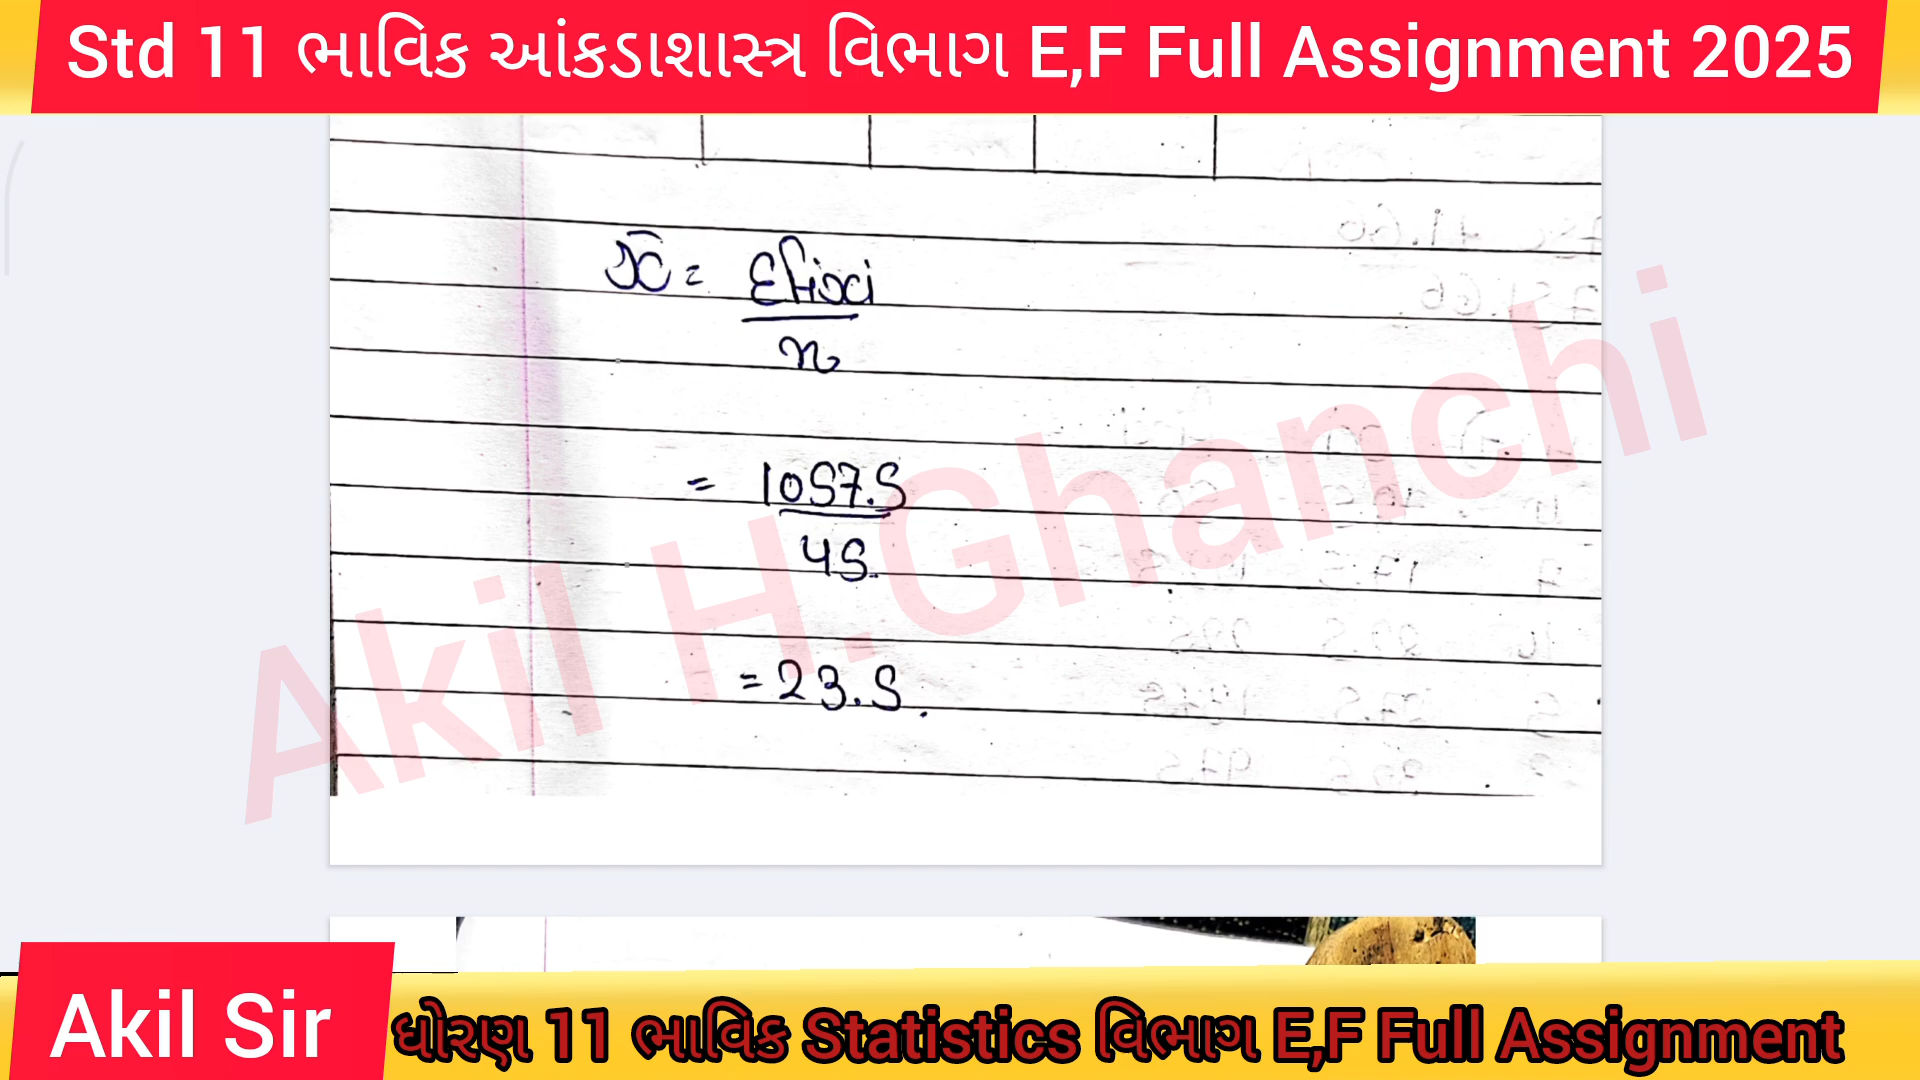 Std 11 ભાવિક આંકડાશાસ્ત્ર વિભાગ E,F Full Assignment 2025
x̄ = Σfixi
n
= 1057.5
45
= 23.5
Akil H.Ghanchi
Akil Sir
ધોરણ 11 ભાવિક Statistics વિભાગ E,F Full Assignment